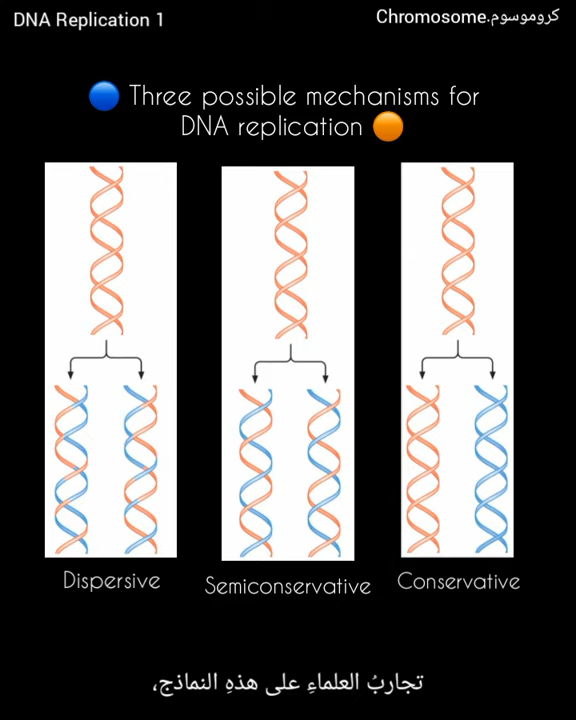 DNA Replication 1
Chromosome.كروموسوم
🔵 Three possible mechanisms for
DNA replication 🟠
Dispersive
Semiconservative
Conservative
تجاربُ العلماءِ على هذهِ النماذج،